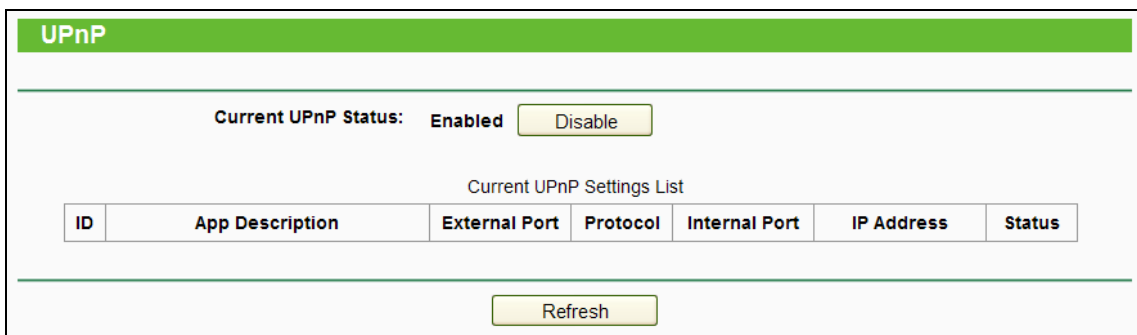 UPnP
Current UPnP Status: Enabled Disable
Current UPnP Settings List
ID App Description External Port Protocol Internal Port IP Address Status
Refresh